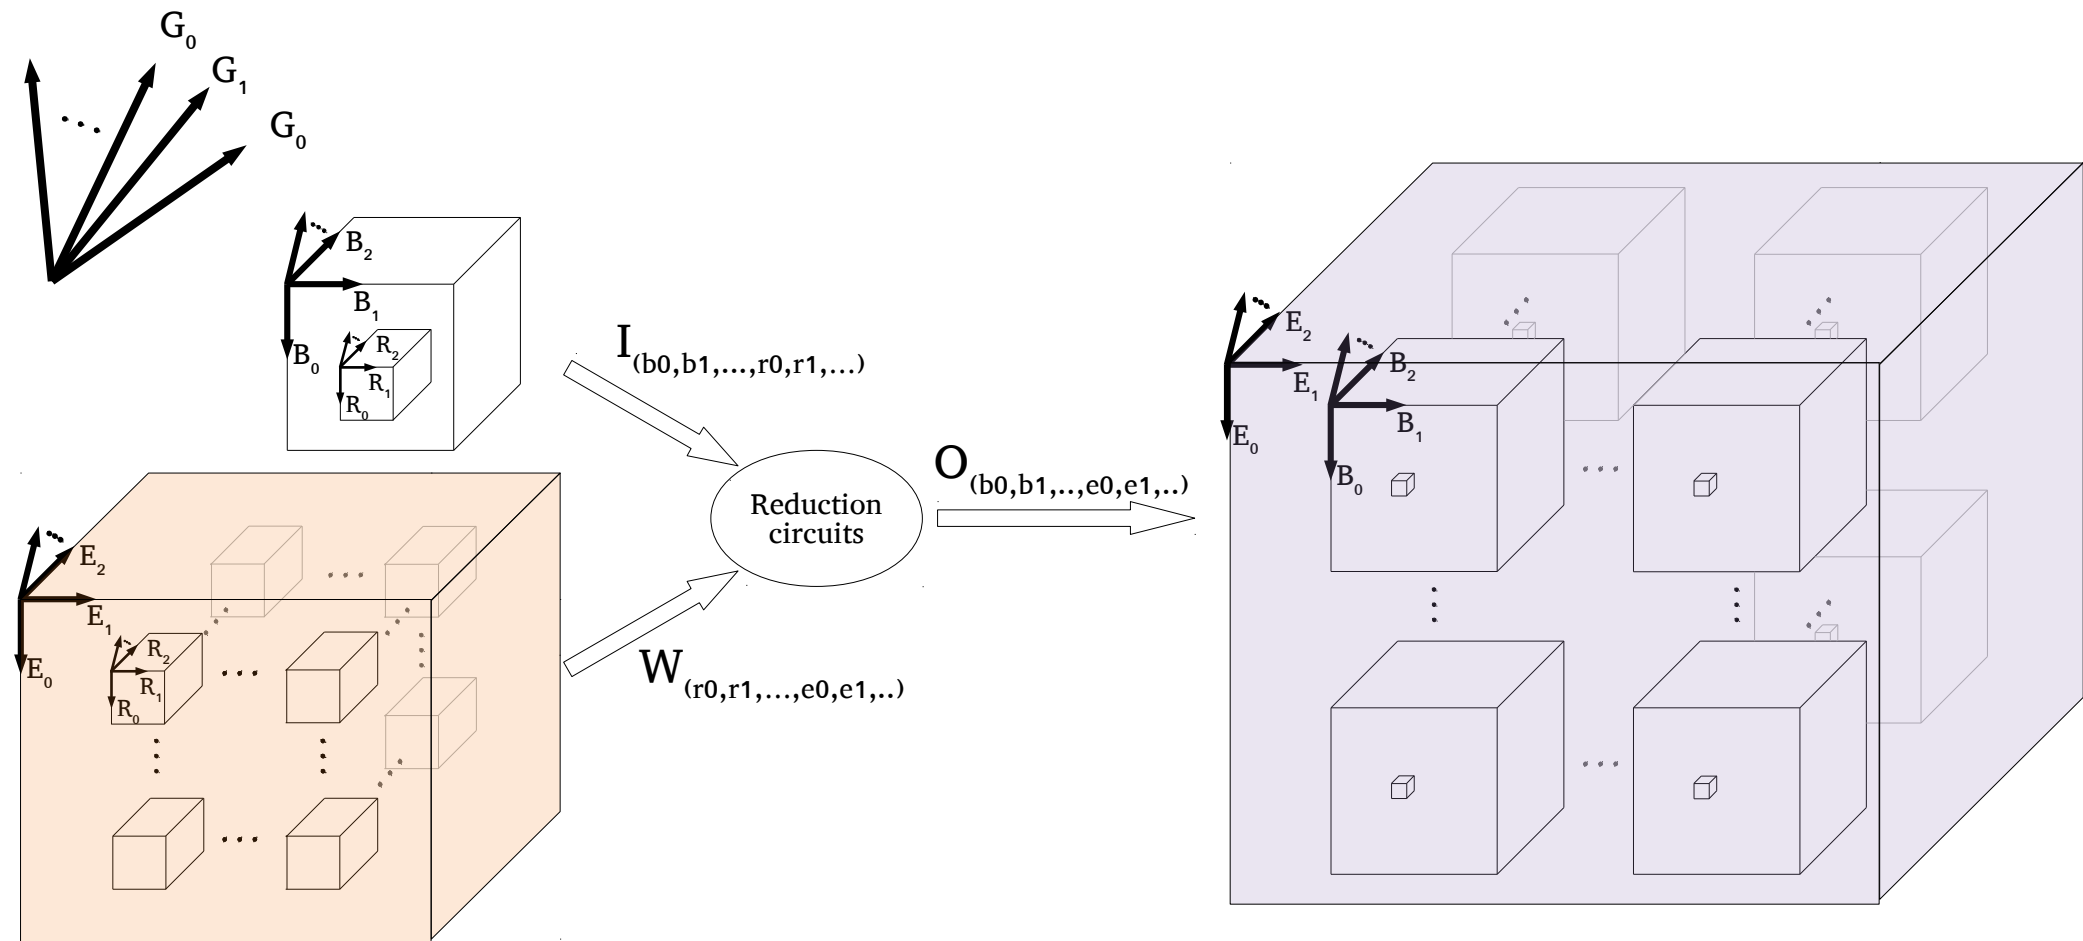 G0
G1
G0
B2
B1
B0
R2
R1
R0
I(b0,b1,...,r0,r1,...)
E2
E1
E0
R2
R1
R0
W(r0,r1,...,e0,e1,..)
Reduction
circuits
O(b0,b1,..,e0,e1,..)
E2
E1
E0
B2
B1
B0